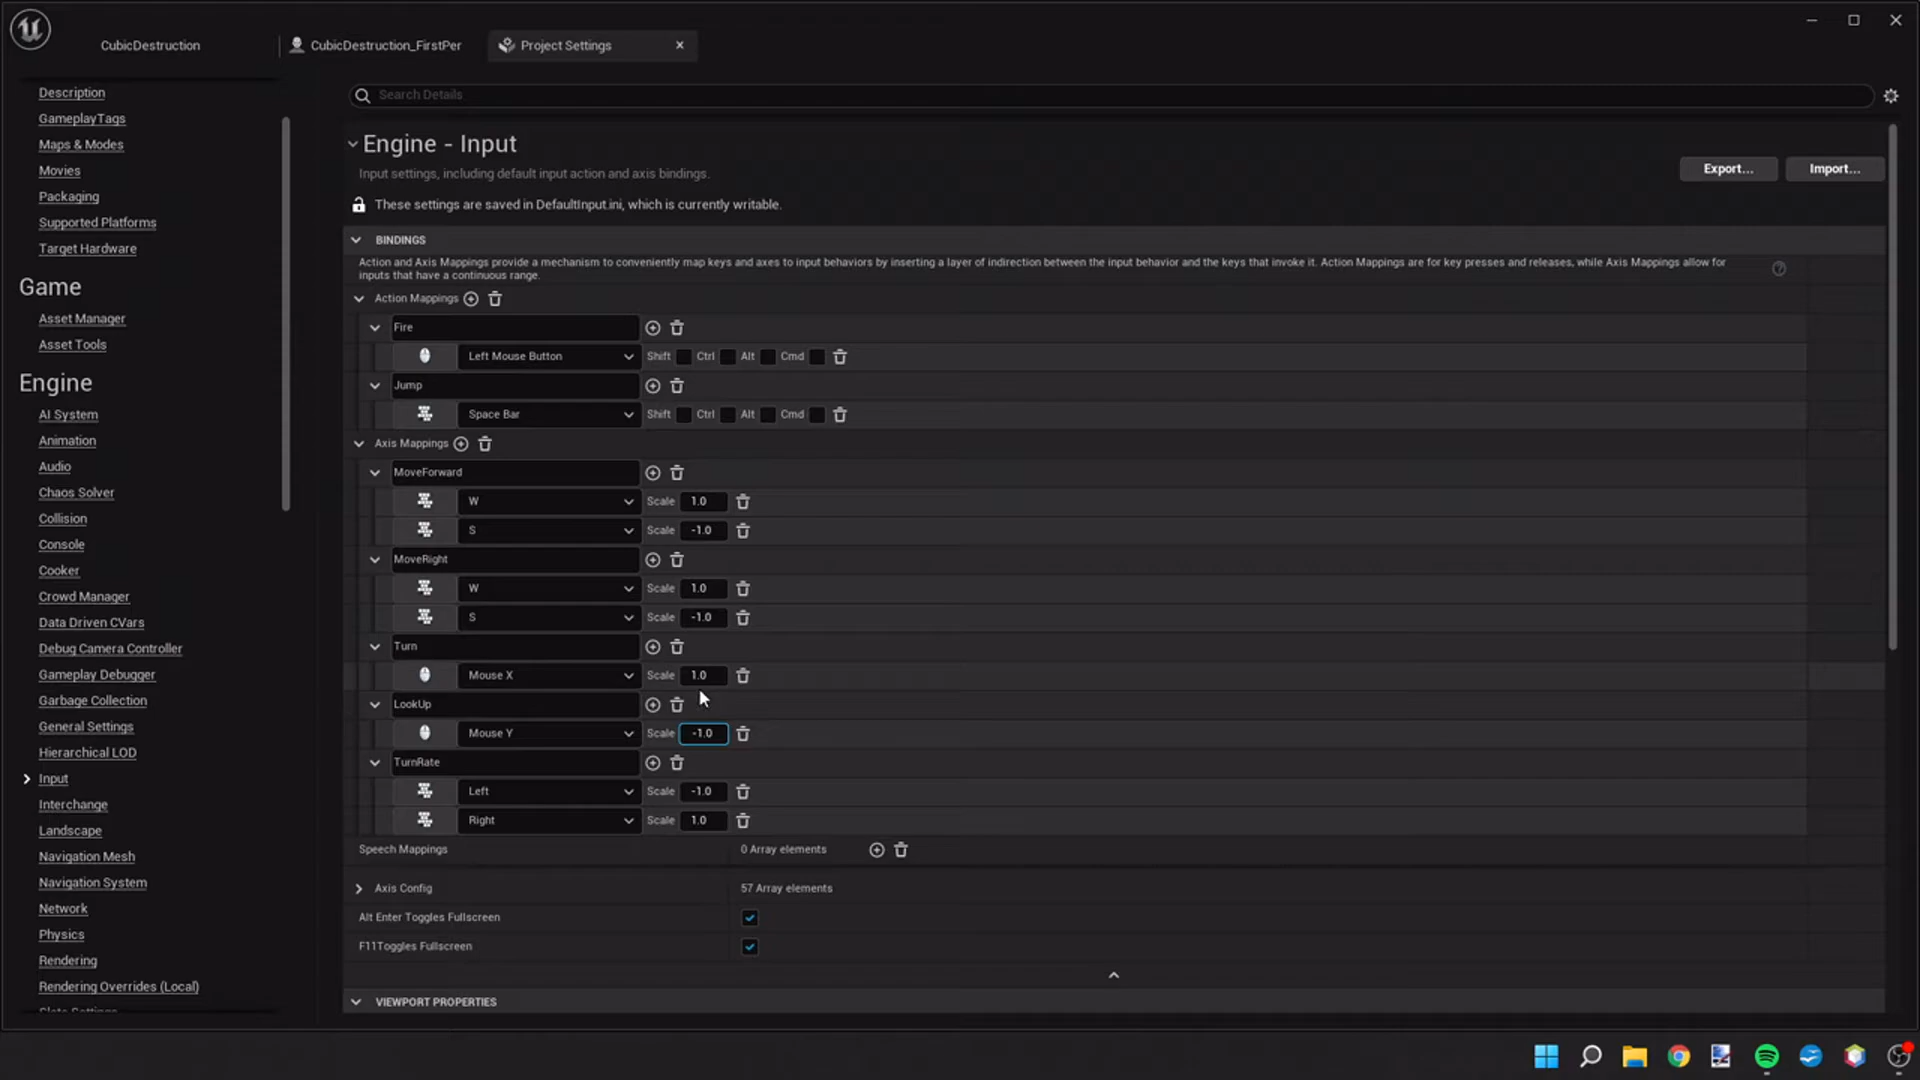 CubicDestruction
CubicDestruction_FirstPer
Project Settings
Description
GameplayTags
Maps & Modes
Movies
Packaging
Supported Platforms
Target Hardware
Game
Asset Manager
Asset Tools
Engine
AI System
Animation
Audio
Chaos Solver
Collision
Console
Cooker
Crowd Manager
Data Driven CVars
Debug Camera Controller
Gameplay Debugger
Garbage Collection
General Settings
Hierarchical LOD
Input
Interchange
Landscape
Navigation Mesh
Navigation System
Network
Physics
Rendering
Rendering Overrides (Local)
Search Details
Engine - Input
Input settings, including default input action and axis bindings.
Export...
Import...
These settings are saved in DefaultInput.ini, which is currently writable.
BINDINGS
Action and Axis Mappings provide a mechanism to conveniently map keys and axes to input behaviors by inserting a layer of indirection between the input behavior and the keys that invoke it. Action Mappings are for key presses and releases, while Axis Mappings allow for
inputs that have a continuous range.
Action Mappings
Fire
Left Mouse Button Shift Ctrl Alt Cmd
Jump
Space Bar Shift Ctrl Alt Cmd
Axis Mappings
MoveForward
W Scale 1.0
S Scale -1.0
MoveRight
W Scale 1.0
S Scale -1.0
Turn
Mouse X Scale 1.0
LookUp
Mouse Y Scale -1.0
TurnRate
Left Scale -1.0
Right Scale 1.0
Speech Mappings 0 Array elements
Axis Config 57 Array elements
Alt Enter Toggles Fullscreen
F11Toggles Fullscreen
VIEWPORT PROPERTIES